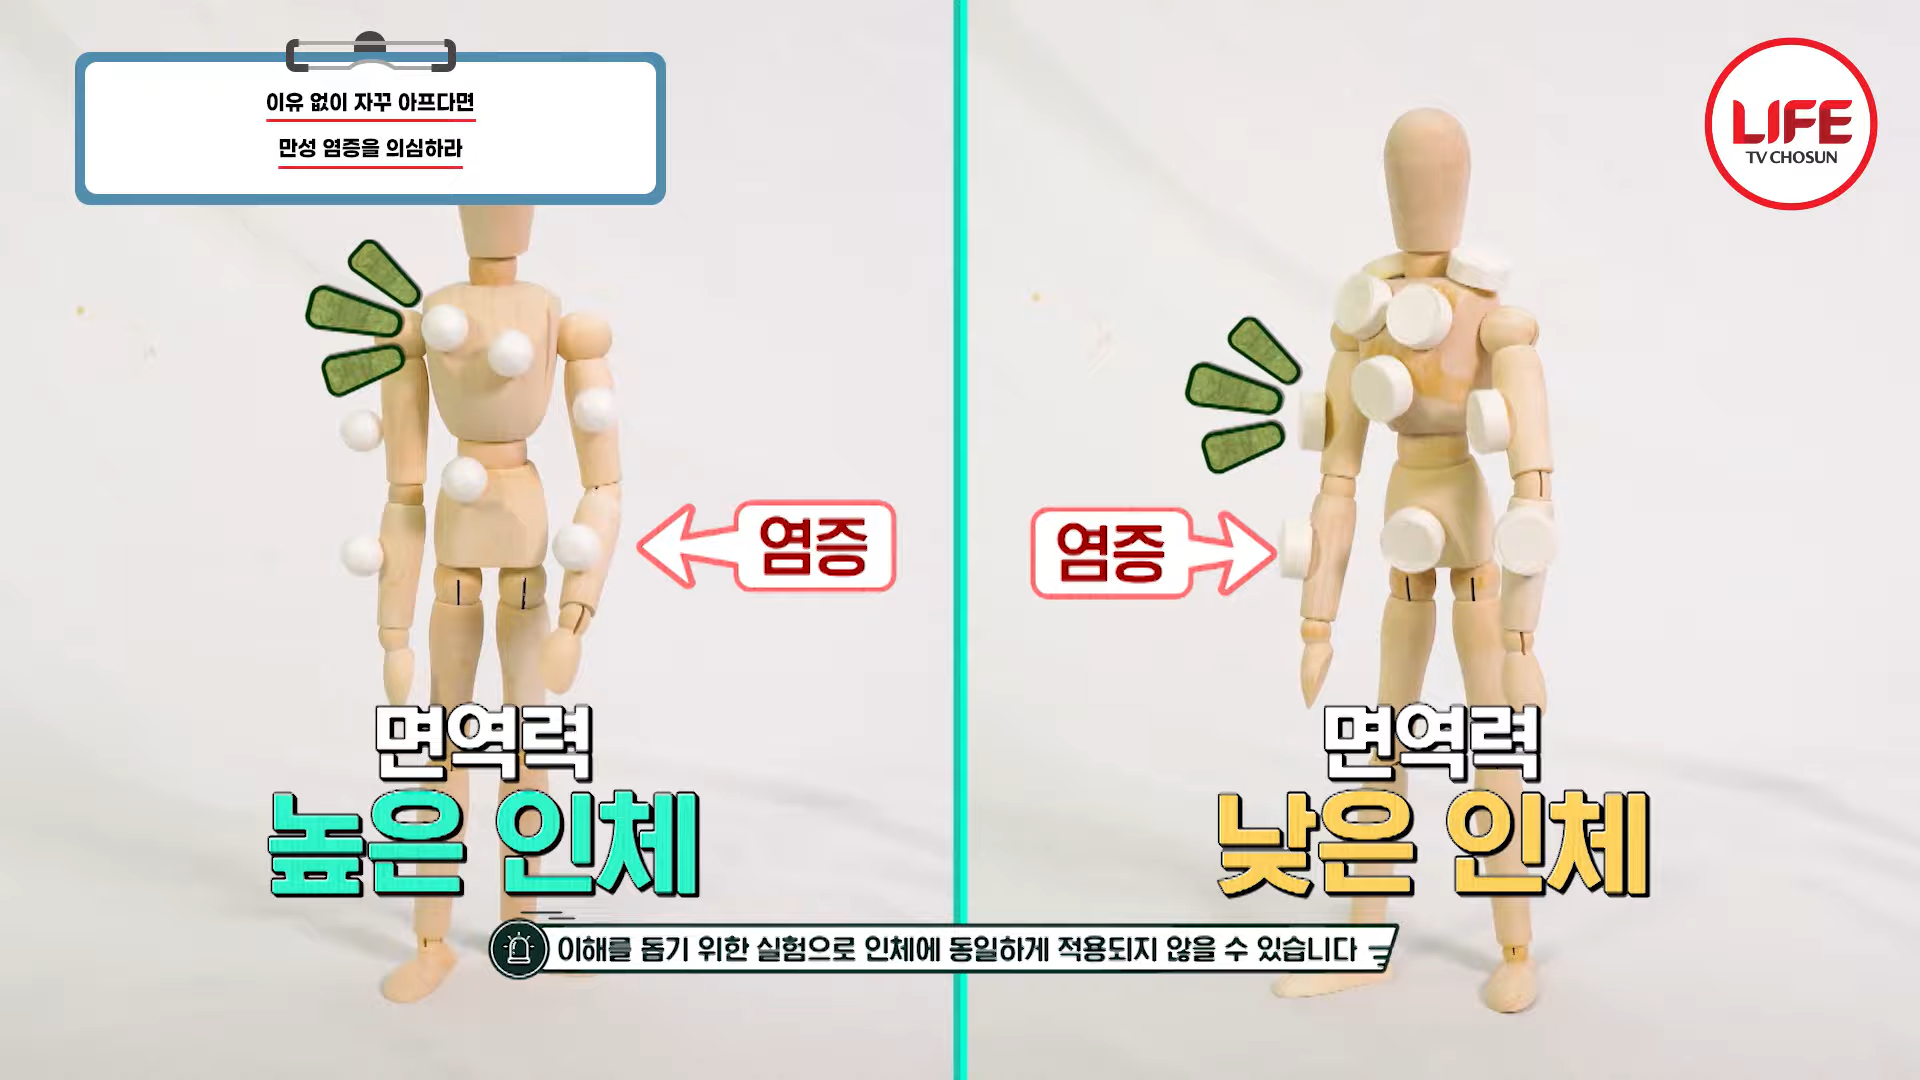 이유 없이 자꾸 아프다면
만성 염증을 의심하라
LIFE
TV CHOSUN
염증
염증
면역력
높은 인체
면역력
낮은 인체
이해를 돕기 위한 실험으로 인체에 동일하게 적용되지 않을 수 있습니다